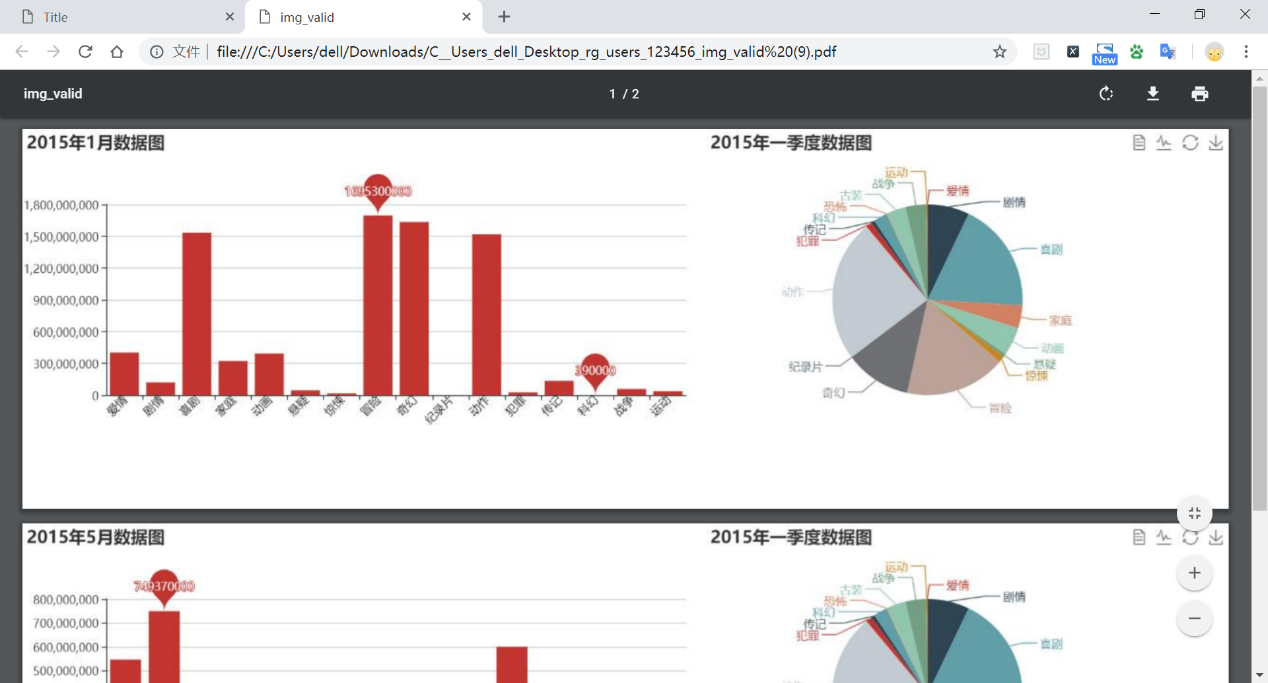 Title
img_valid
文件
file:///C:/Users/dell/Downloads/C__Users_dell_Desktop_rg_users_123456_img_valid%20(9).pdf
New
img_valid
1 / 2
2015年1月数据图
1695300000
1,800,000,000
1,500,000,000
1,200,000,000
900,000,000
600,000,000
300,000,000
0
390000
爱情
剧情
喜剧
家庭
动画
悬疑
惊悚
冒险
奇幻
纪录片
动作
犯罪
传记
科幻
战争
运动
2015年一季度数据图
运动
战争
古装
恐怖
科幻
传记
犯罪
动作
纪录片
奇幻
爱情
剧情
喜剧
家庭
动画
悬疑
惊悚
冒险
2015年5月数据图
749370000
800,000,000
700,000,000
600,000,000
500,000,000
2015年一季度数据图
运动
战争
古装
恐怖
科幻
传记
犯罪
爱情
剧情
喜剧